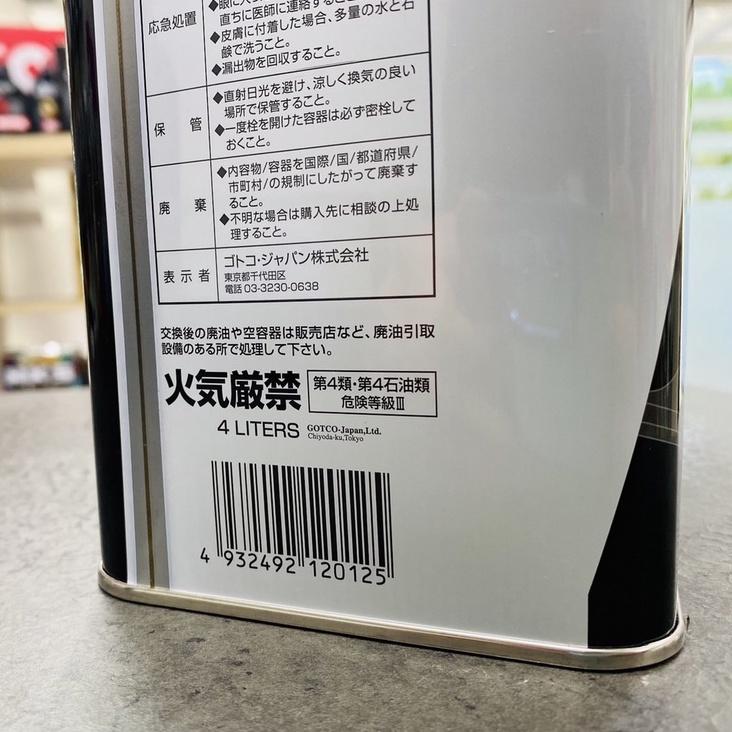 応急処置
直ちに医師に連絡すること。
◆皮膚に付着した場合、多量の水と石
鹸で洗うこと。
◆漏出物を回収すること。
保管
◆直射日光を避け、涼しく換気の良い
場所で保管すること。
◆一度栓を開けた容器は必ず密栓して
おくこと。
廃棄
◆内容物/容器を国際/国/都道府県/
市町村/の規制にしたがって廃棄す
ること。
◆不明な場合は購入先に相談の上処
理すること。
表示者
ゴトコ・ジャパン株式会社
東京都千代田区
電話 03-3230-0638
交換後の廃油や空容器は販売店など、廃油引取
設備のある所で処理して下さい。
火気厳禁
第4類・第4石油類
危険等級Ⅲ
4 LITERS
GOTCO-Japan,Ltd.
Chiyoda-ku,Tokyo
4 932492 120125